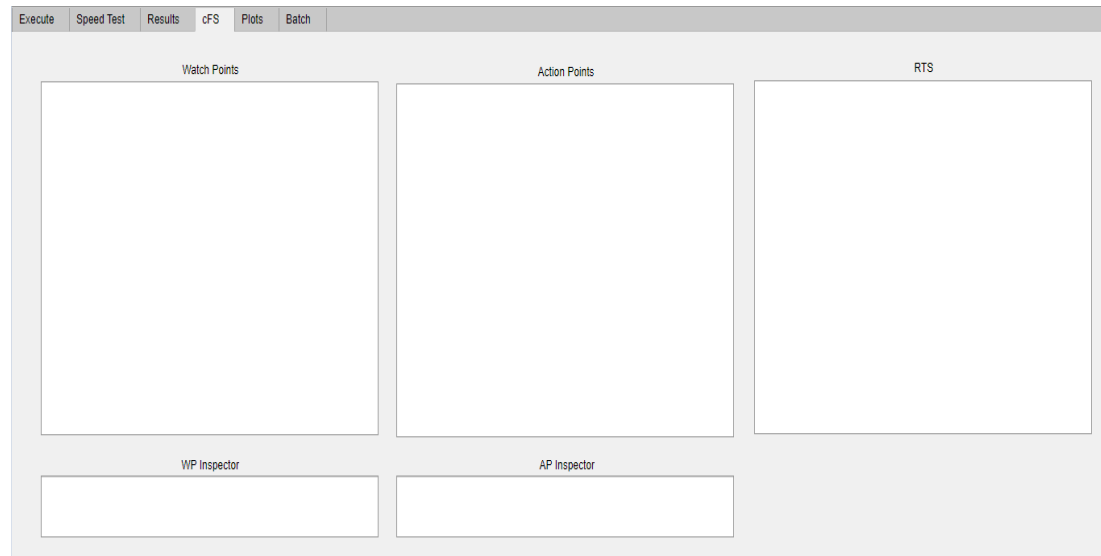 Execute Speed Test Results cFS Plots Batch
Watch Points Action Points RTS
WP Inspector AP Inspector